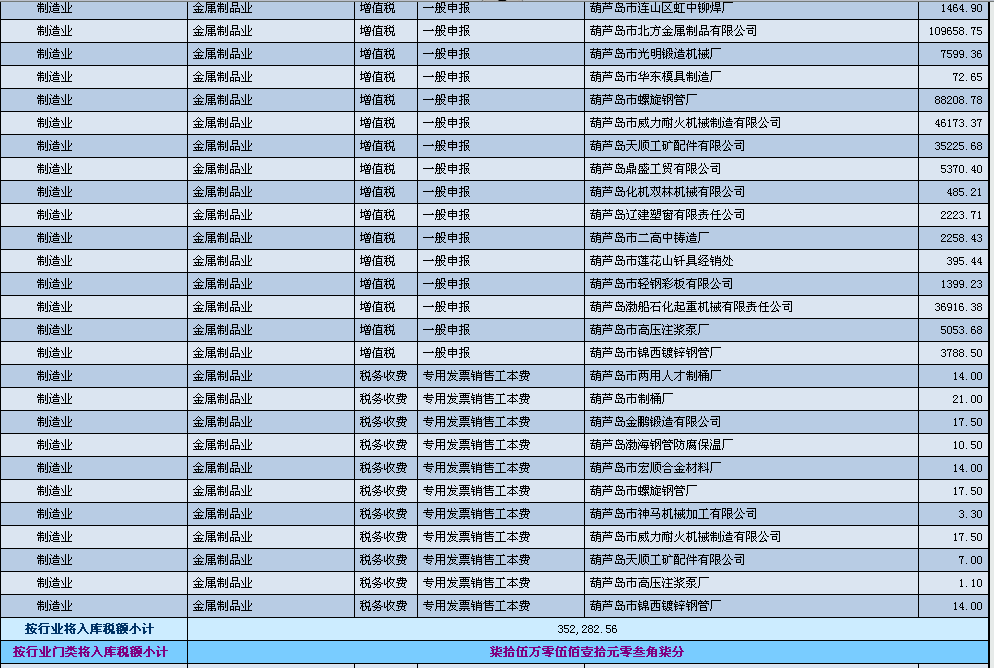 制造业 金属制品业 增值税 一般申报 葫芦岛市连山区虹中铆焊厂 1464.90
制造业 金属制品业 增值税 一般申报 葫芦岛市北方金属制品有限公司 109658.75
制造业 金属制品业 增值税 一般申报 葫芦岛市光明锻造机械厂 7599.36
制造业 金属制品业 增值税 一般申报 葫芦岛市华东模具制造厂 72.65
制造业 金属制品业 增值税 一般申报 葫芦岛市螺旋钢管厂 88208.78
制造业 金属制品业 增值税 一般申报 葫芦岛市威力耐火机械制造有限公司 46173.37
制造业 金属制品业 增值税 一般申报 葫芦岛天顺工矿配件有限公司 35225.68
制造业 金属制品业 增值税 一般申报 葫芦岛鼎盛工贸有限公司 5370.40
制造业 金属制品业 增值税 一般申报 葫芦岛化机双林机械有限公司 485.21
制造业 金属制品业 增值税 一般申报 葫芦岛辽建塑窗有限责任公司 2223.71
制造业 金属制品业 增值税 一般申报 葫芦岛市二高中铸造厂 2258.43
制造业 金属制品业 增值税 一般申报 葫芦岛市莲花山钎具经销处 395.44
制造业 金属制品业 增值税 一般申报 葫芦岛市轻钢彩板有限公司 1399.23
制造业 金属制品业 增值税 一般申报 葫芦岛渤船石化起重机械有限责任公司 36916.38
制造业 金属制品业 增值税 一般申报 葫芦岛市高压注浆泵厂 5053.68
制造业 金属制品业 增值税 一般申报 葫芦岛市锦西镀锌钢管厂 3788.50
制造业 金属制品业 税务收费 专用发票销售工本费 葫芦岛市两用人才制桶厂 14.00
制造业 金属制品业 税务收费 专用发票销售工本费 葫芦岛市制桶厂 21.00
制造业 金属制品业 税务收费 专用发票销售工本费 葫芦岛金鹏锻造有限公司 17.50
制造业 金属制品业 税务收费 专用发票销售工本费 葫芦岛渤海钢管防腐保温厂 10.50
制造业 金属制品业 税务收费 专用发票销售工本费 葫芦岛市宏顺合金材料厂 14.00
制造业 金属制品业 税务收费 专用发票销售工本费 葫芦岛市螺旋钢管厂 17.50
制造业 金属制品业 税务收费 专用发票销售工本费 葫芦岛市神马机械加工有限公司 3.30
制造业 金属制品业 税务收费 专用发票销售工本费 葫芦岛市威力耐火机械制造有限公司 17.50
制造业 金属制品业 税务收费 专用发票销售工本费 葫芦岛天顺工矿配件有限公司 7.00
制造业 金属制品业 税务收费 专用发票销售工本费 葫芦岛市高压注浆泵厂 1.10
制造业 金属制品业 税务收费 专用发票销售工本费 葫芦岛市锦西镀锌钢管厂 14.00
按行业将入库税额小计 352,282.56
按行业门类将入库税额小计 柒拾伍万零伍佰壹拾元零叁角柒分